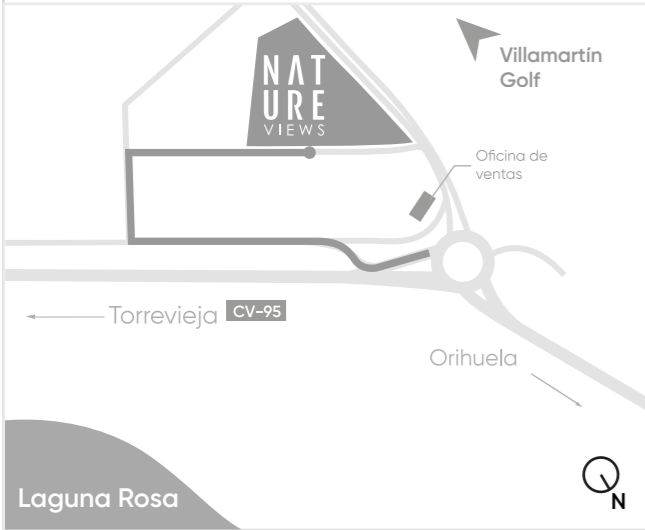 NAT
URE
VIEWS
Villamartín
Golf
Oficina de
ventas
Torrevieja CV-95
Orihuela
Laguna Rosa
N